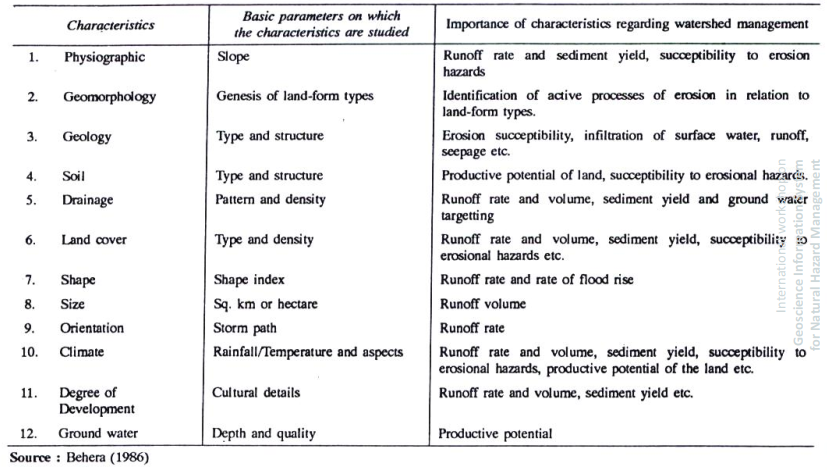 Characteristics
Basic parameters on which
the characteristics are studied
Importance of characteristics regarding watershed management
1. Physiographic Slope Runoff rate and sediment yield, succeptibility to erosion
hazards
2. Geomorphology Genesis of land-form types Identification of active processes of erosion in relation to
land-form types.
3. Geology Type and structure Erosion succeptibility, infiltration of surface water, runoff,
seepage etc.
4. Soil Type and structure Productive potential of land, succeptibility to erosional hazards.
5. Drainage Pattern and density Runoff rate and volume, sediment yield and ground water
targetting
6. Land cover Type and density Runoff rate and volume, sediment yield, succeptibility to
erosional hazards etc.
7. Shape Shape index Runoff rate and rate of flood rise
8. Size Sq. km or hectare Runoff volume
9. Orientation Storm path Runoff rate
10. Climate Rainfall/Temperature and aspects Runoff rate and volume, sediment yield, succeptibility to
erosional hazards, productive potential of the land etc.
11. Degree of Cultural details Runoff rate and volume, sediment yield etc.
Development
12. Ground water Depth and quality Productive potential
Source : Behera (1986)
International workshop on
Geoscience Information System
for Natural Hazard Management